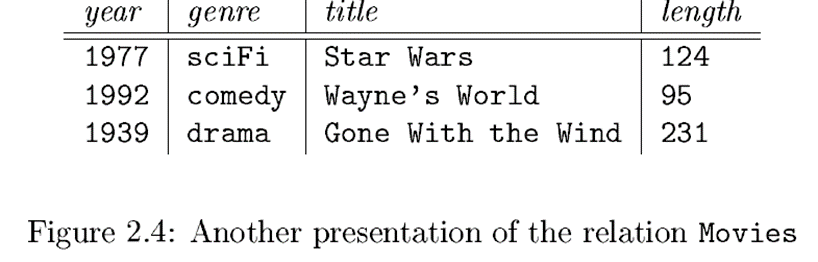 year genre title length
1977 sciFi Star Wars 124
1992 comedy Wayne's World 95
1939 drama Gone With the Wind 231
Figure 2.4: Another presentation of the relation Movies